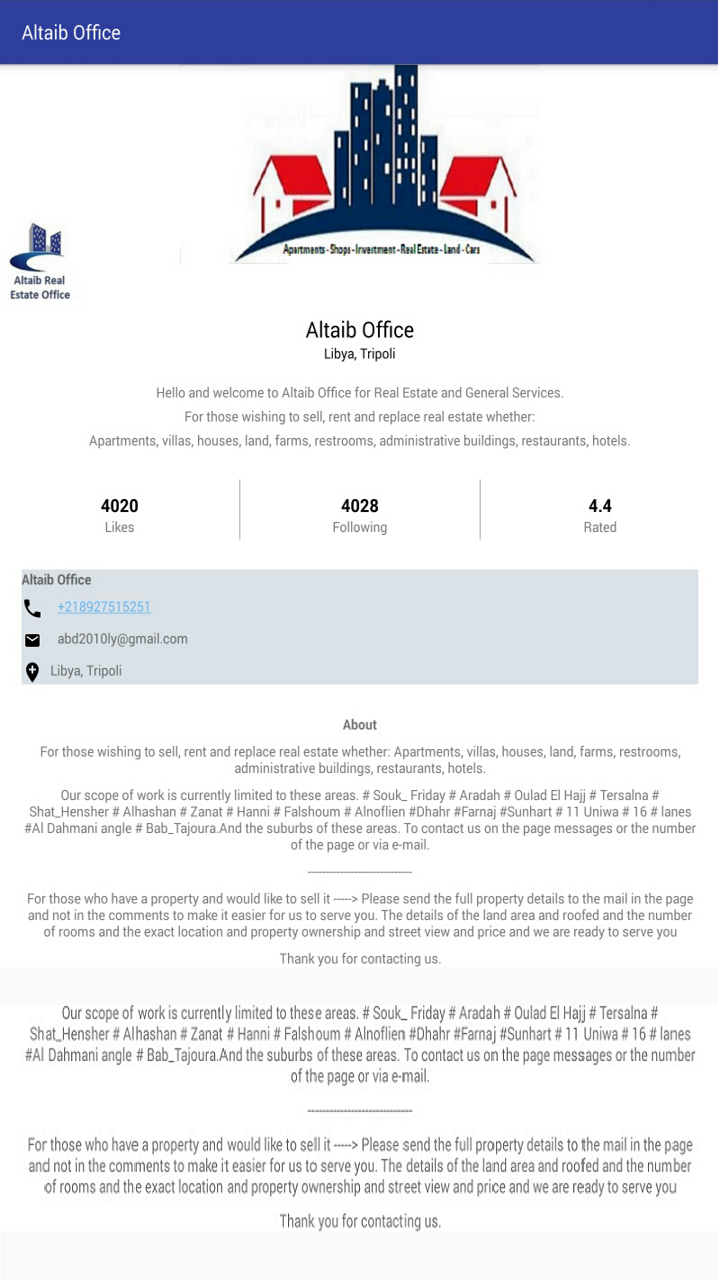 Altaib Office
Apartments - Shops - Investment - Real Estate - Land - Cars
Altaib Real
Estate Office
Altaib Office
Libya, Tripoli
Hello and welcome to Altaib Office for Real Estate and General Services.
For those wishing to sell, rent and replace real estate whether:
Apartments, villas, houses, land, farms, restrooms, administrative buildings, restaurants, hotels.
4020
Likes
4028
Following
4.4
Rated
Altaib Office
+218927515251
abd2010ly@gmail.com
Libya, Tripoli
About
For those wishing to sell, rent and replace real estate whether: Apartments, villas, houses, land, farms, restrooms,
administrative buildings, restaurants, hotels.
Our scope of work is currently limited to these areas. # Souk_ Friday # Aradah # Oulad El Hajj # Tersalna #
Shat_Hensher # Alhashan # Zanat # Hanni # Falshoum # Alnoflien #Dhahr #Farnaj #Sunhart # 11 Uniwa # 16 # lanes
#Al Dahmani angle # Bab_Tajoura.And the suburbs of these areas. To contact us on the page messages or the number
of the page or via e-mail.
----------------------------
For those who have a property and would like to sell it -----> Please send the full property details to the mail in the page
and not in the comments to make it easier for us to serve you. The details of the land area and roofed and the number
of rooms and the exact location and property ownership and street view and price and we are ready to serve you
Thank you for contacting us.
Our scope of work is currently limited to these areas. # Souk_ Friday # Aradah # Oulad El Hajj # Tersalna #
Shat_Hensher # Alhashan # Zanat # Hanni # Falshoum # Alnoflien #Dhahr #Farnaj #Sunhart # 11 Uniwa # 16 # lanes
#Al Dahmani angle # Bab_Tajoura.And the suburbs of these areas. To contact us on the page messages or the number
of the page or via e-mail.
----------------------------
For those who have a property and would like to sell it -----> Please send the full property details to the mail in the page
and not in the comments to make it easier for us to serve you. The details of the land area and roofed and the number
of rooms and the exact location and property ownership and street view and price and we are ready to serve you
Thank you for contacting us.